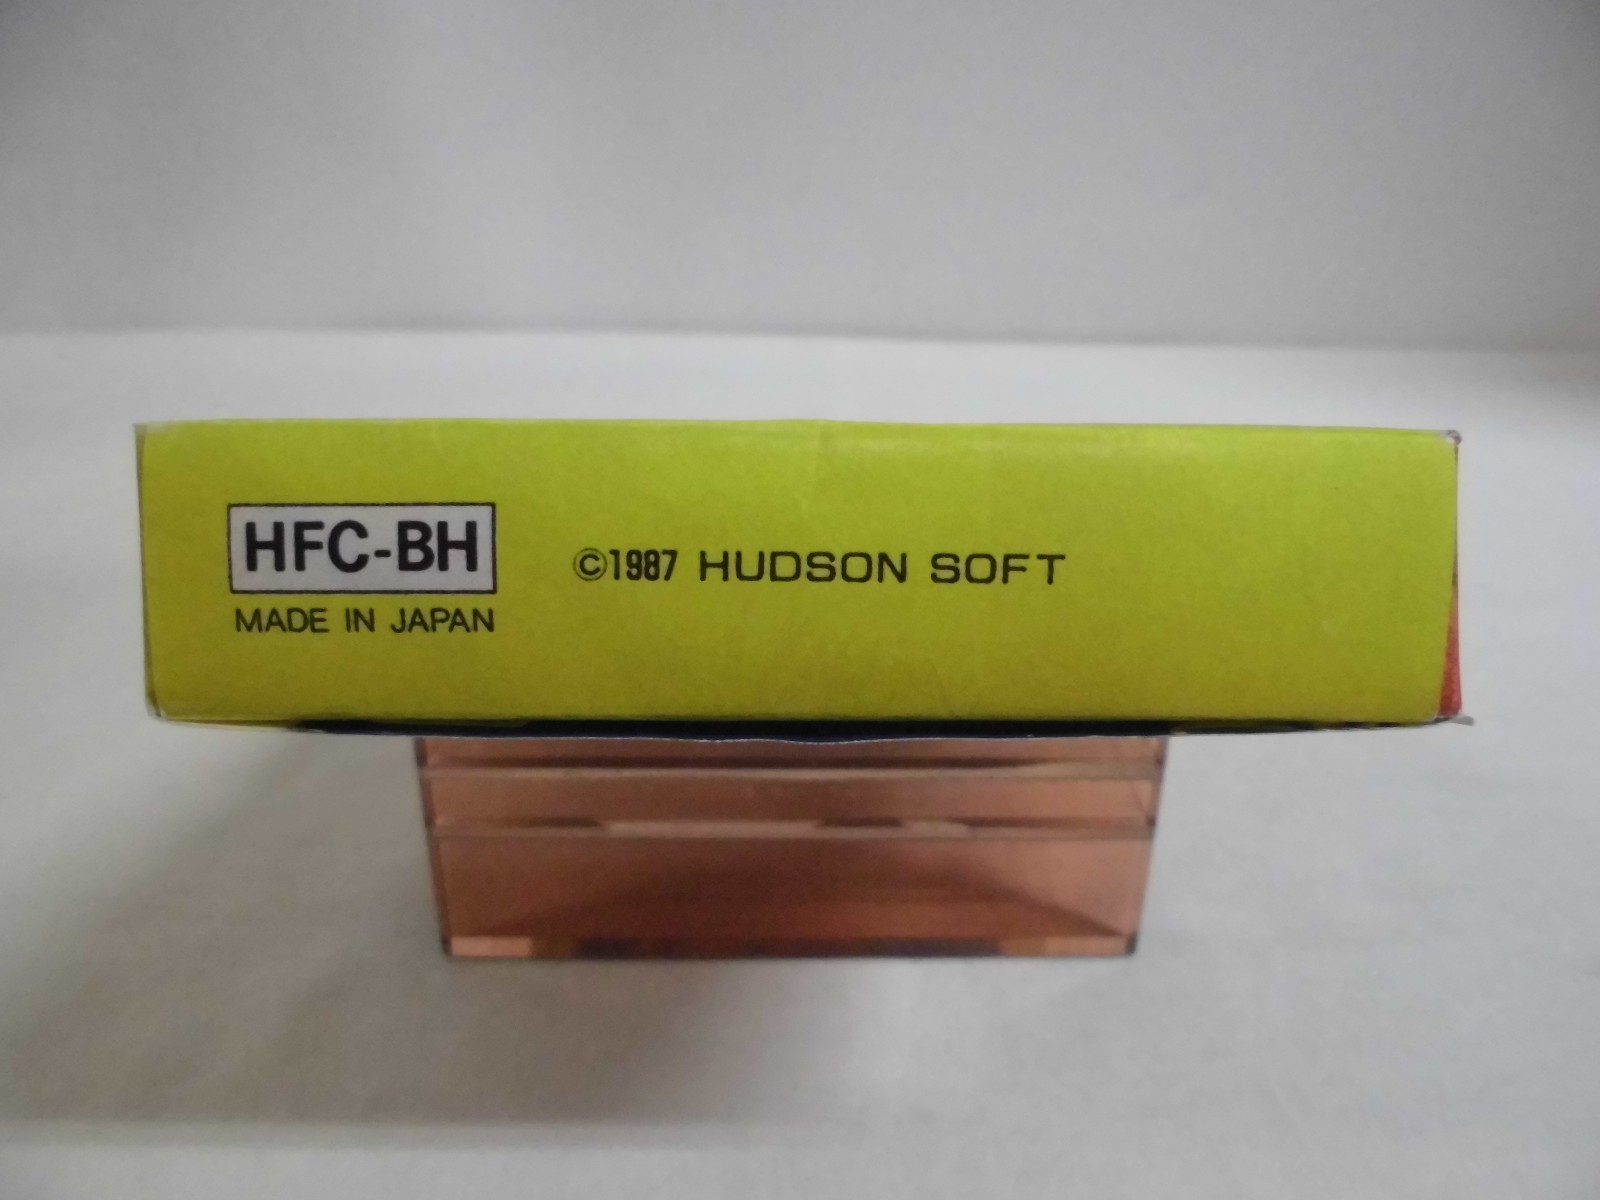 HFC-BH
MADE IN JAPAN
©1987 HUDSON SOFT